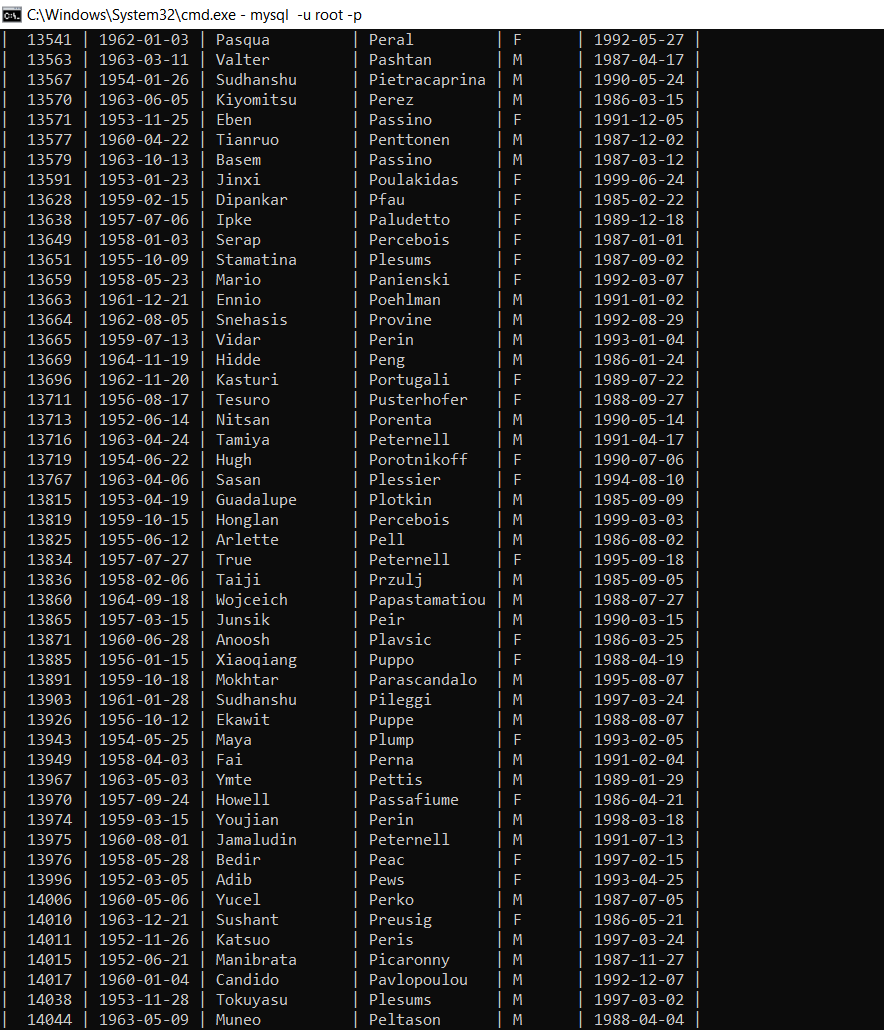 C:\Windows\System32\cmd.exe - mysql  -u root -p
|  13541 | 1962-01-03 | Pasqua         | Peral        | F      | 1992-05-27 |
|  13563 | 1963-03-11 | Valter         | Pashtan      | M      | 1987-04-17 |
|  13567 | 1954-01-26 | Sudhanshu      | Pietracaprina | M      | 1990-05-24 |
|  13570 | 1963-06-05 | Kiyomitsu      | Perez        | M      | 1986-03-15 |
|  13571 | 1953-11-25 | Eben           | Passino      | F      | 1991-12-05 |
|  13577 | 1960-04-22 | Tianruo        | Penttonen    | M      | 1987-12-02 |
|  13579 | 1963-10-13 | Basem          | Passino      | M      | 1987-03-12 |
|  13591 | 1953-01-23 | Jinxi          | Poulakidas   | F      | 1999-06-24 |
|  13628 | 1959-02-15 | Dipankar       | Pfau         | F      | 1985-02-22 |
|  13638 | 1957-07-06 | Ipke           | Paludetto    | F      | 1989-12-18 |
|  13649 | 1958-01-03 | Serap          | Percebois    | F      | 1987-01-01 |
|  13651 | 1955-10-09 | Stamatina      | Plesums      | F      | 1987-09-02 |
|  13659 | 1958-05-23 | Mario          | Panienski    | F      | 1992-03-07 |
|  13663 | 1961-12-21 | Ennio          | Poehlman     | M      | 1991-01-02 |
|  13664 | 1962-08-05 | Snehasis       | Provine      | M      | 1992-08-29 |
|  13665 | 1959-07-13 | Vidar          | Perin        | M      | 1993-01-04 |
|  13669 | 1964-11-19 | Hidde          | Peng         | M      | 1986-01-24 |
|  13696 | 1962-11-20 | Kasturi        | Portugali    | F      | 1989-07-22 |
|  13711 | 1956-08-17 | Tesuro         | Pusterhofer  | F      | 1988-09-27 |
|  13713 | 1952-06-14 | Nitsan         | Porenta      | M      | 1990-05-14 |
|  13716 | 1963-04-24 | Tamiya         | Peternell    | M      | 1991-04-17 |
|  13719 | 1954-06-22 | Hugh           | Porotnikoff  | F      | 1990-07-06 |
|  13767 | 1963-04-06 | Sasan          | Plessier     | F      | 1994-08-10 |
|  13815 | 1953-04-19 | Guadalupe      | Plotkin      | M      | 1985-09-09 |
|  13819 | 1959-10-15 | Honglan        | Percebois    | M      | 1999-03-03 |
|  13825 | 1955-06-12 | Arlette        | Pell         | M      | 1986-08-02 |
|  13834 | 1957-07-27 | True           | Peternell    | F      | 1995-09-18 |
|  13836 | 1958-02-06 | Taiji          | Przulj       | M      | 1985-09-05 |
|  13860 | 1964-09-18 | Wojceich       | Papastamatiou | M      | 1988-07-27 |
|  13865 | 1957-03-15 | Junsik         | Peir         | M      | 1990-03-15 |
|  13871 | 1960-06-28 | Anoosh         | Plavsic      | F      | 1986-03-25 |
|  13885 | 1956-01-15 | Xiaoqiang      | Puppo        | F      | 1988-04-19 |
|  13891 | 1959-10-18 | Mokhtar        | Parascandalo | M      | 1995-08-07 |
|  13903 | 1961-01-28 | Sudhanshu      | Pileggi      | M      | 1997-03-24 |
|  13926 | 1956-10-12 | Ekawit         | Puppe        | M      | 1988-08-07 |
|  13943 | 1954-05-25 | Maya           | Plump        | F      | 1993-02-05 |
|  13949 | 1958-04-03 | Fai            | Perna        | M      | 1991-02-04 |
|  13967 | 1963-05-03 | Ymte           | Pettis       | M      | 1989-01-29 |
|  13970 | 1957-09-24 | Howell         | Passafiume   | F      | 1986-04-21 |
|  13974 | 1959-03-15 | Youjian        | Perin        | M      | 1998-03-18 |
|  13975 | 1960-08-01 | Jamaludin      | Peternell    | M      | 1991-07-13 |
|  13976 | 1958-05-28 | Bedir          | Peac         | F      | 1997-02-15 |
|  13996 | 1952-03-05 | Adib           | Pews         | F      | 1993-04-25 |
|  14006 | 1960-05-06 | Yucel          | Perko        | M      | 1987-07-05 |
|  14010 | 1963-12-21 | Sushant        | Preusig      | F      | 1986-05-21 |
|  14011 | 1952-11-26 | Katsuo         | Peris        | M      | 1997-03-24 |
|  14015 | 1952-06-21 | Manibrata      | Picaronny    | M      | 1987-11-27 |
|  14017 | 1960-01-04 | Candido        | Pavlopoulou  | M      | 1992-12-07 |
|  14038 | 1953-11-28 | Tokuyasu       | Plesums      | M      | 1997-03-02 |
|  14044 | 1963-05-09 | Muneo          | Peltason     | M      | 1988-04-04 |